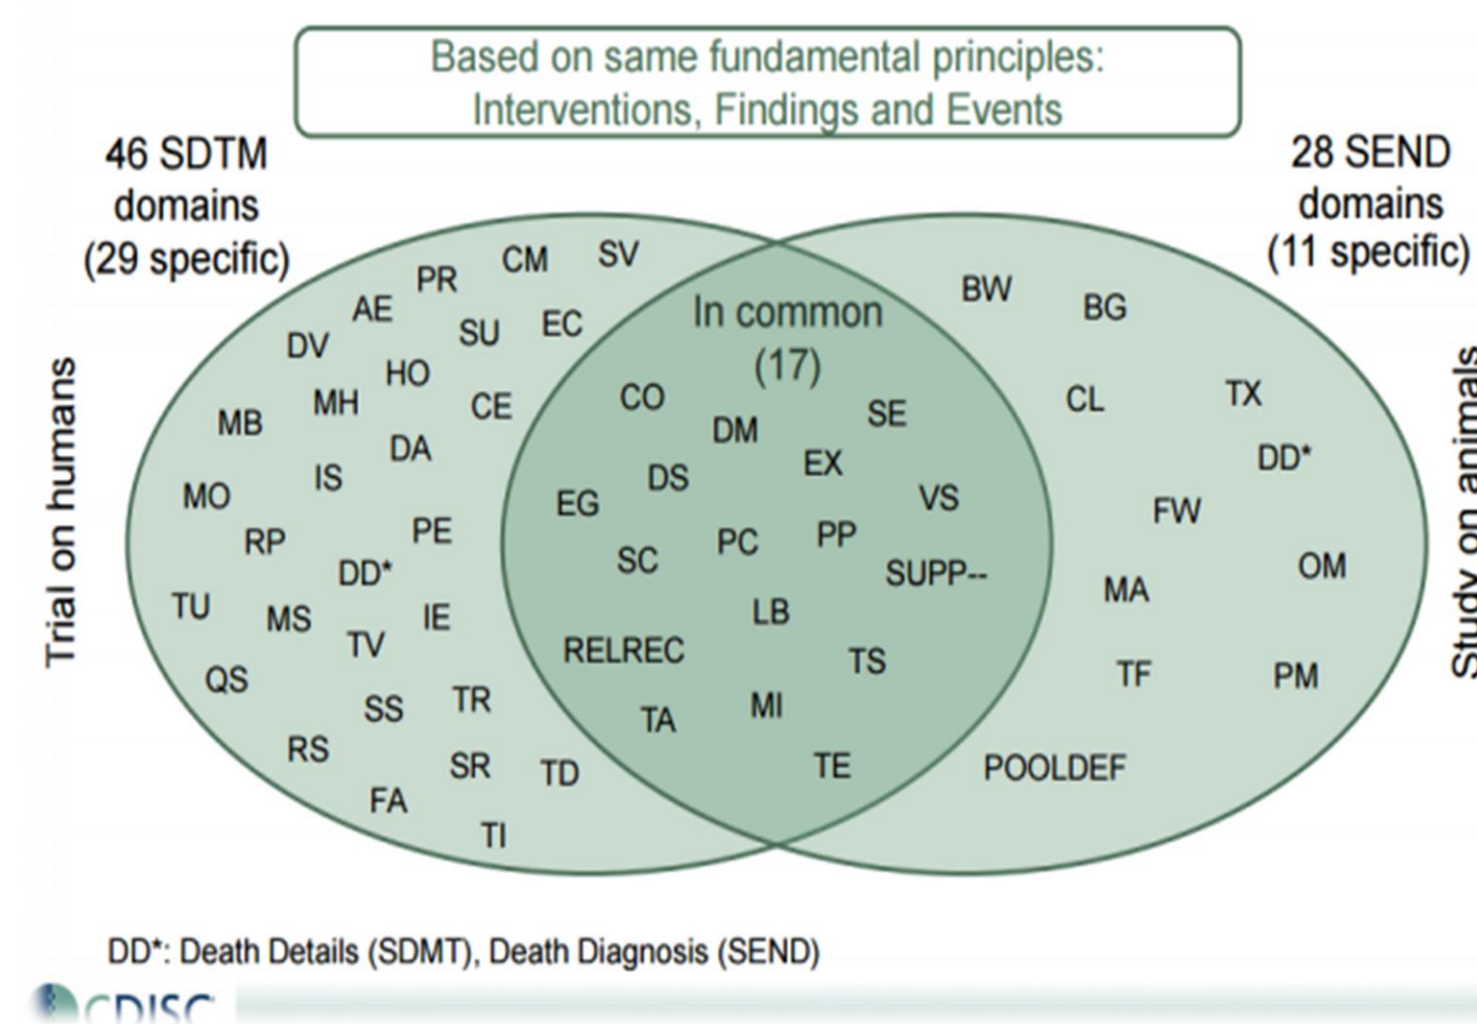 Based on same fundamental principles:
Interventions, Findings and Events
46 SDTM
domains
(29 specific)
28 SEND
domains
(11 specific)
Trial on humans
CM SV
PR
AE
SU EC
DV
HO
MH CE
MB
DA
IS
MO
PE
RP
DD*
TU MS IE
TV
QS
SS TR
RS
SR TD
FA
TI
In common
(17)
CO
DM SE
EX
DS
EG VS
PC PP
SC
SUPP--
LB
RELREC
TS
TA MI
TE
BW
BG
CL TX
DD*
FW
OM
MA
TF PM
POOLDEF
Study on animals
DD*: Death Details (SDMT), Death Diagnosis (SEND)
CDISC